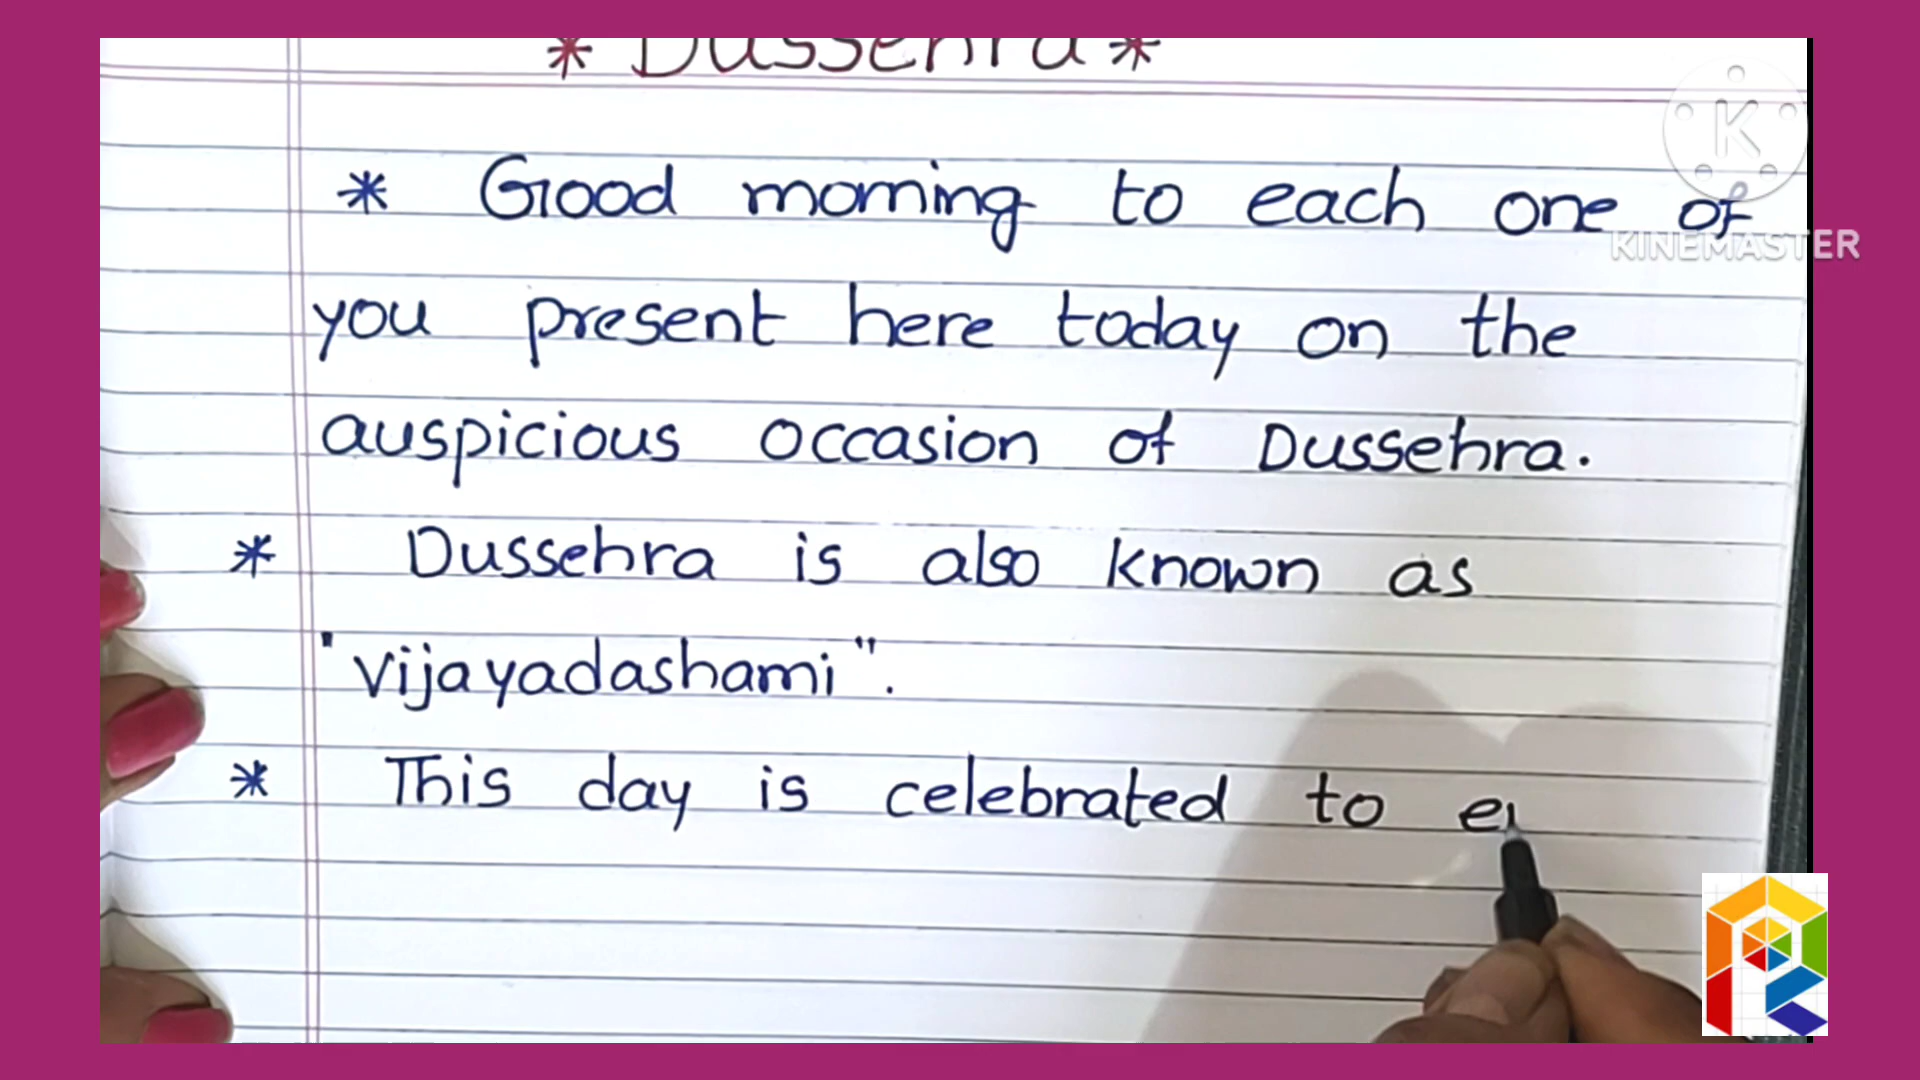 * Dussehra *
* Good morning to each one of
KINEMASTER
you present here today on the
auspicious occasion of Dussehra.
* Dussehra is also known as
"vijayadashami".
* This day is celebrated to